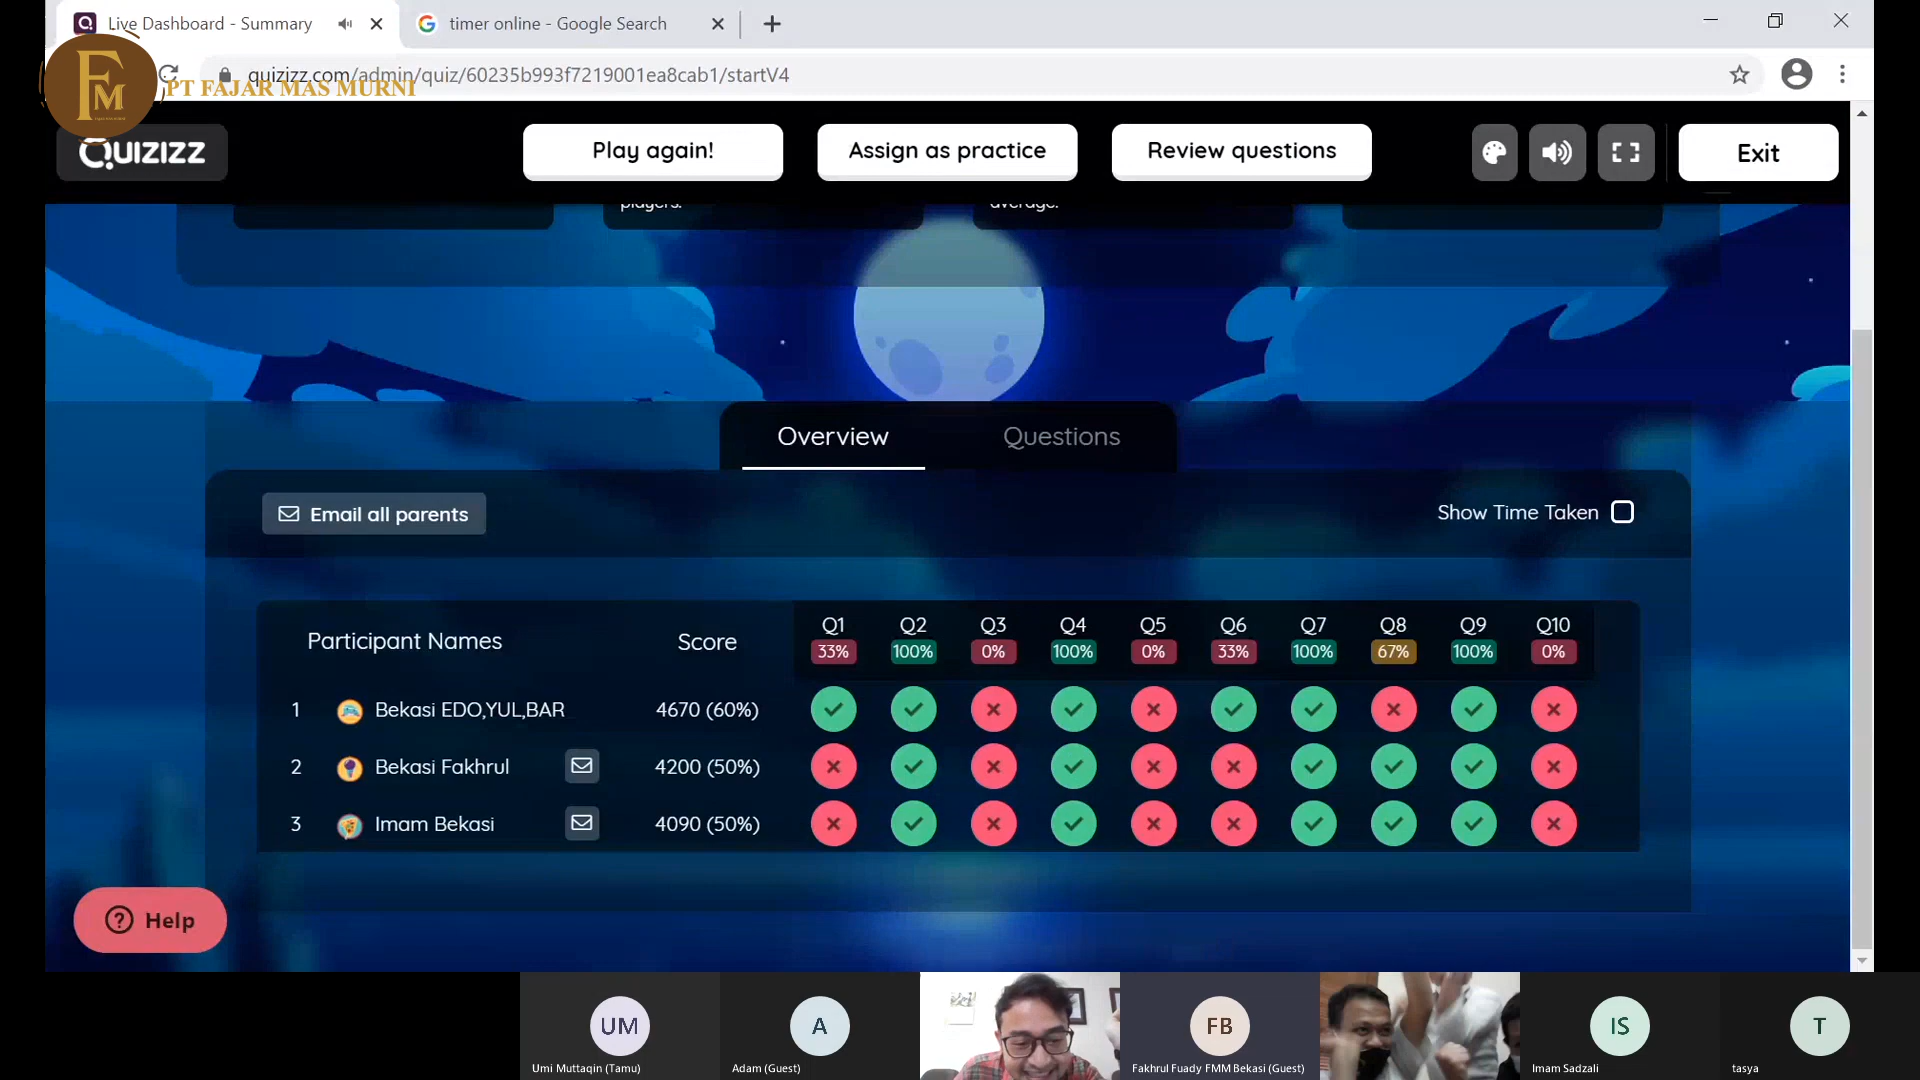 Live Dashboard - Summary
timer online - Google Search
quizizz.com/admin/quiz/60235b993f7219001ea8cab1/startV4
FM
PT FAJAR MAS MURNI
QUIZIZZ
Play again!
Assign as practice
Review questions
Exit
players.
average.
Overview
Questions
Email all parents
Show Time Taken
Participant Names
Score
Q1 Q2 Q3 Q4 Q5 Q6 Q7 Q8 Q9 Q10
33% 100% 0% 100% 0% 33% 100% 67% 100% 0%
1 Bekasi EDO,YUL,BAR 4670 (60%)
2 Bekasi Fakhrul 4200 (50%)
3 Imam Bekasi 4090 (50%)
Help
UM
A
FB
IS
T
Umi Muttaqin (Tamu)
Adam (Guest)
Fakhrul Fuady FMM Bekasi (Guest)
Imam Sadzali
tasya